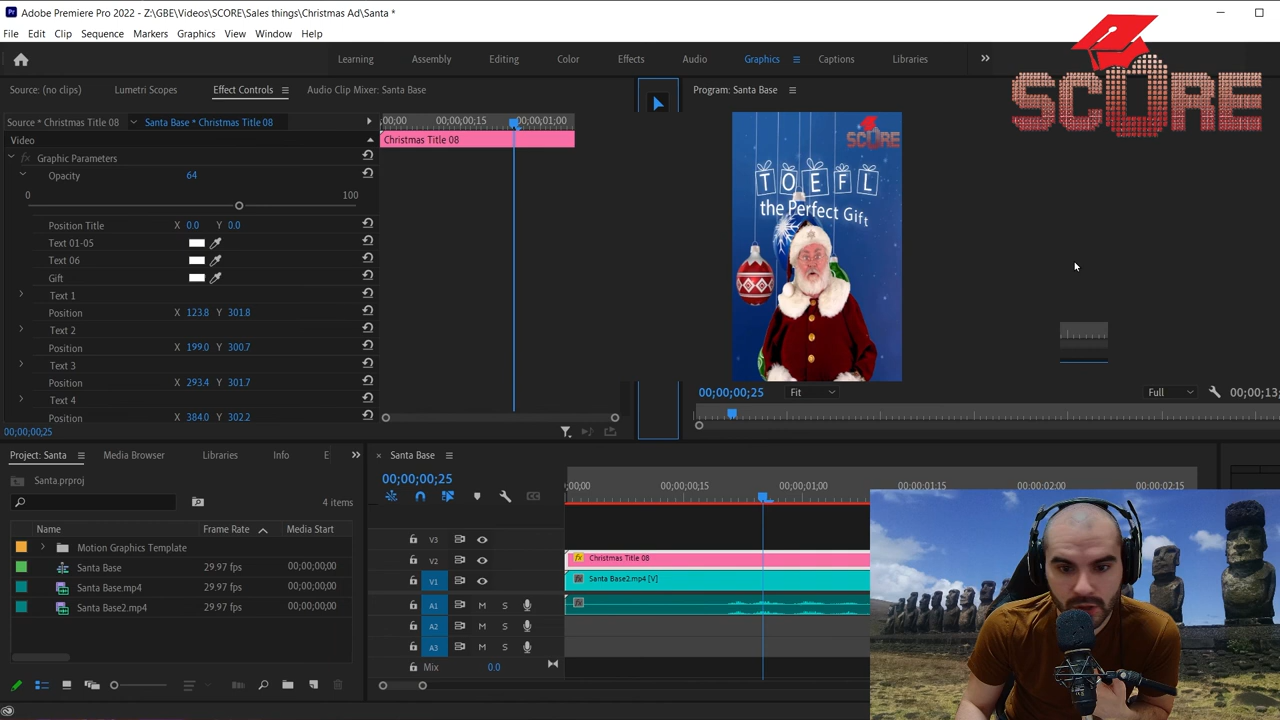 Adobe Premiere Pro 2022 - Z:\GBE\Videos\SCORE\Sales things\Christmas Ad\Santa *
File Edit Clip Sequence Markers Graphics View Window Help
Learning Assembly Editing Color Effects Audio Graphics Captions Libraries
SCORE
Source: (no clips) Lumetri Scopes Effect Controls Audio Clip Mixer: Santa Base
Program: Santa Base
Source * Christmas Title 08 Santa Base * Christmas Title 08
;00;00 00;00;00;15 00;00;01;00
Video
Christmas Title 08
Graphic Parameters
Opacity 64
0 100
Position Title X 0.0 Y 0.0
Text 01-05
Text 06
Gift
Text 1
Position X 123.8 Y 301.8
Text 2
Position X 199.0 Y 300.7
Text 3
Position X 293.4 Y 301.7
Text 4
Position X 384.0 Y 302.2
00;00;00;25
SCORE
TOEFL
the Perfect Gift
00;00;00;25 Fit Full 00;00;13;
Project: Santa Media Browser Libraries Info E
Santa.prproj
4 items
Name Frame Rate Media Start
Motion Graphics Template
Santa Base 29.97 fps 00;00;00;00
Santa Base.mp4 29.97 fps 00;00;00;00
Santa Base2.mp4 29.97 fps 00;00;00;00
× Santa Base
00;00;00;25
;00;00 00;00;00;15 00;00;01;00 00;00;01;15 00;00;02;00 00;00;02;15
V3
V2 Christmas Title 08
V1 Santa Base2.mp4 [V]
A1 M S
A2 M S
A3 M S
Mix 0.0